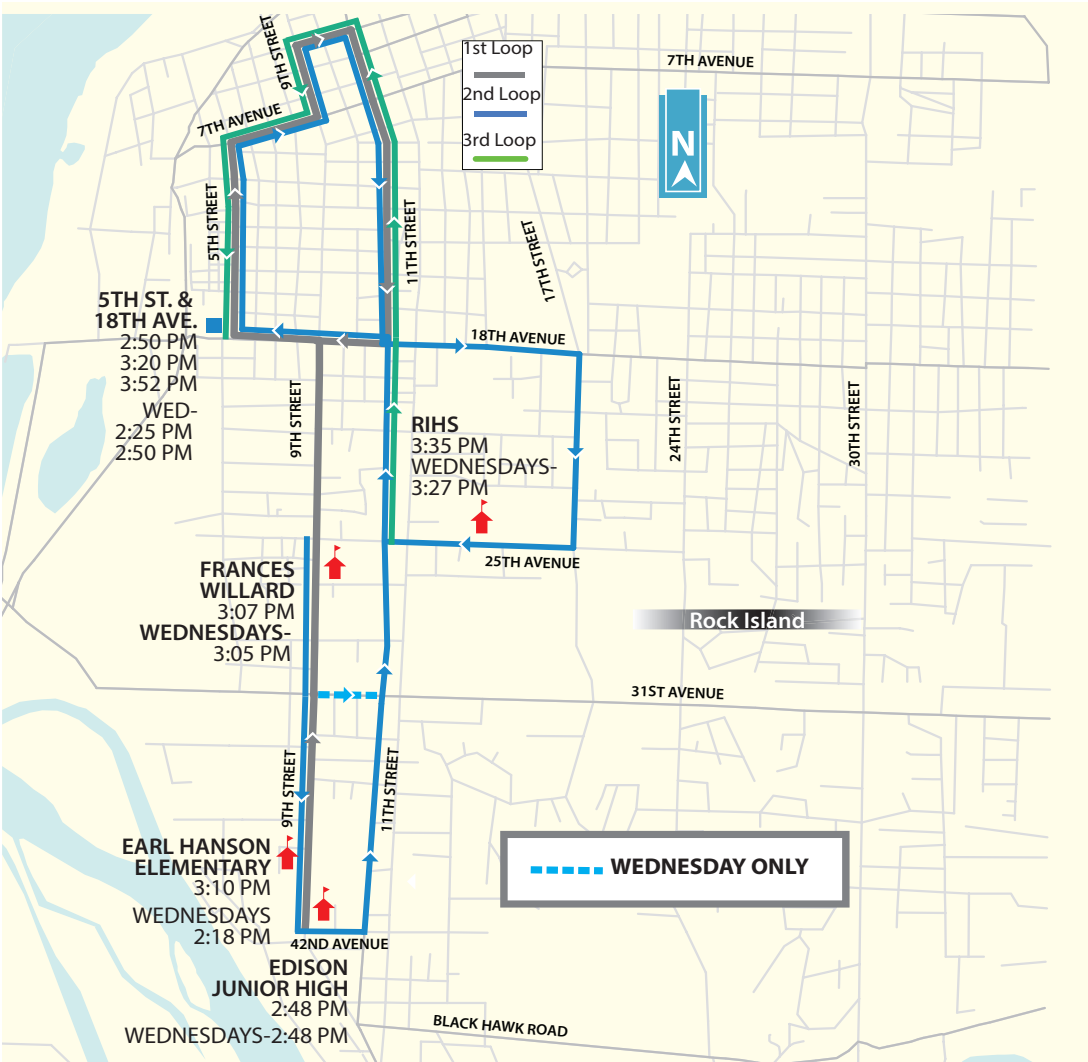 9TH STREET
1st Loop
2nd Loop
3rd Loop
7TH AVENUE
7TH AVENUE
N
5TH STREET
11TH STREET
17TH STREET
5TH ST. &
18TH AVE.
2:50 PM
3:20 PM
3:52 PM
WED-
2:25 PM
2:50 PM
18TH AVENUE
9TH STREET
24TH STREET
30TH STREET
RIHS
3:35 PM
WEDNESDAYS-
3:27 PM
25TH AVENUE
FRANCES
WILLARD
3:07 PM
WEDNESDAYS-
3:05 PM
Rock Island
31ST AVENUE
9TH STREET
11TH STREET
EARL HANSON
ELEMENTARY
3:10 PM
WEDNESDAYS
2:18 PM
WEDNESDAY ONLY
42ND AVENUE
EDISON
JUNIOR HIGH
2:48 PM
WEDNESDAYS-2:48 PM
BLACK HAWK ROAD